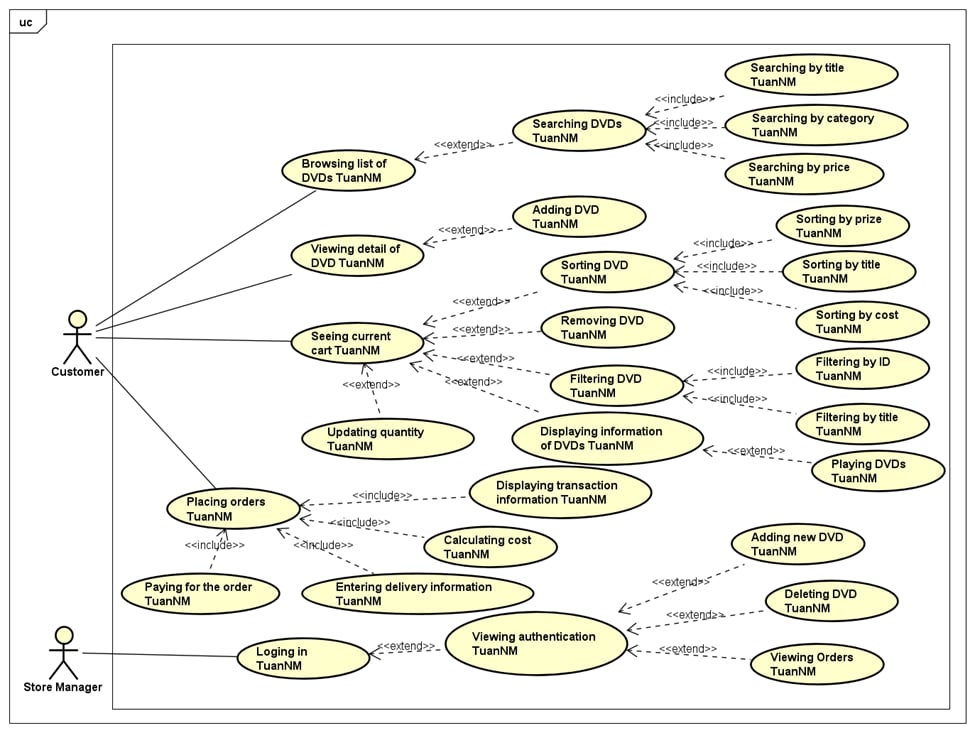 uc
Searching by title
TuanNM
<<include>>
Searching DVDs
TuanNM
<<include>>
Searching by category
TuanNM
<<extend>>
<<include>>
Browsing list of
DVDs TuanNM
Searching by price
TuanNM
Adding DVD
TuanNM
<<extend>>
Sorting by prize
TuanNM
Viewing detail of
DVD TuanNM
<<include>>
Sorting DVD
TuanNM
<<include>>
Sorting by title
TuanNM
<<extend>>
<<include>>
Sorting by cost
TuanNM
Removing DVD
TuanNM
<<extend>>
Seeing current
cart TuanNM
Customer
<<extend>>
Filtering by ID
TuanNM
<<include>>
<<extend>>
<<extend>>
Filtering DVD
TuanNM
<<include>>
Filtering by title
TuanNM
Updating quantity
TuanNM
Displaying information
of DVDs TuanNM
<<extend>>
Playing DVDs
TuanNM
Displaying transaction
information TuanNM
<<include>>
Placing orders
TuanNM
<<include>>
Calculating cost
TuanNM
<<include>>
<<include>>
Adding new DVD
TuanNM
Paying for the order
TuanNM
Entering delivery information
TuanNM
<<extend>>
Deleting DVD
TuanNM
<<extend>>
Viewing authentication
TuanNM
<<extend>>
Loging in
TuanNM
<<extend>>
Viewing Orders
TuanNM
Store Manager